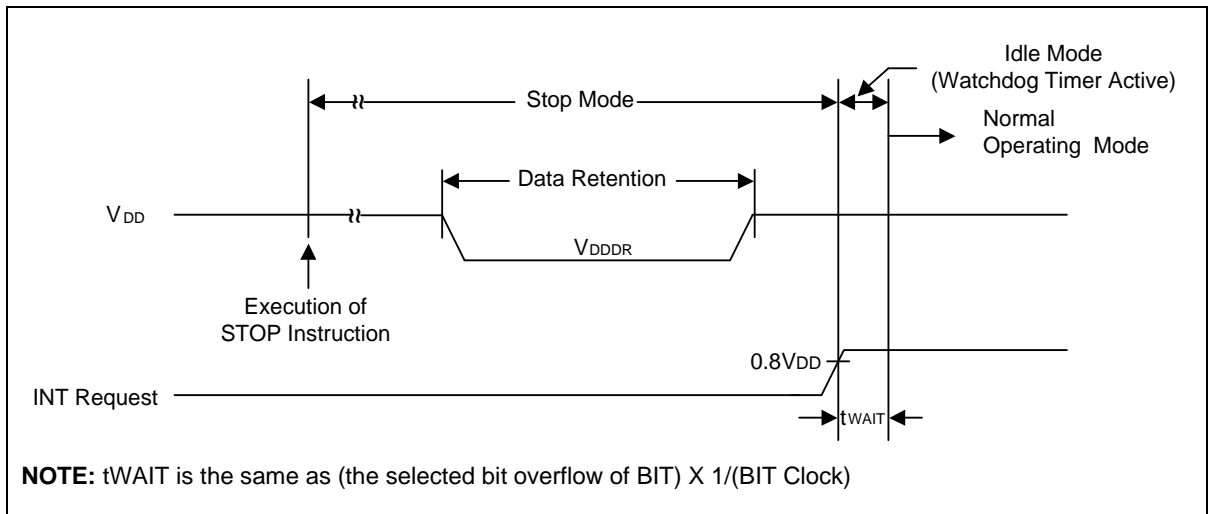 Idle Mode
(Watchdog Timer Active)
Stop Mode
Normal
Operating Mode
Data Retention
VDD
VDDDR
Execution of
STOP Instruction
0.8VDD
INT Request
tWAIT
NOTE: tWAIT is the same as (the selected bit overflow of BIT) X 1/(BIT Clock)